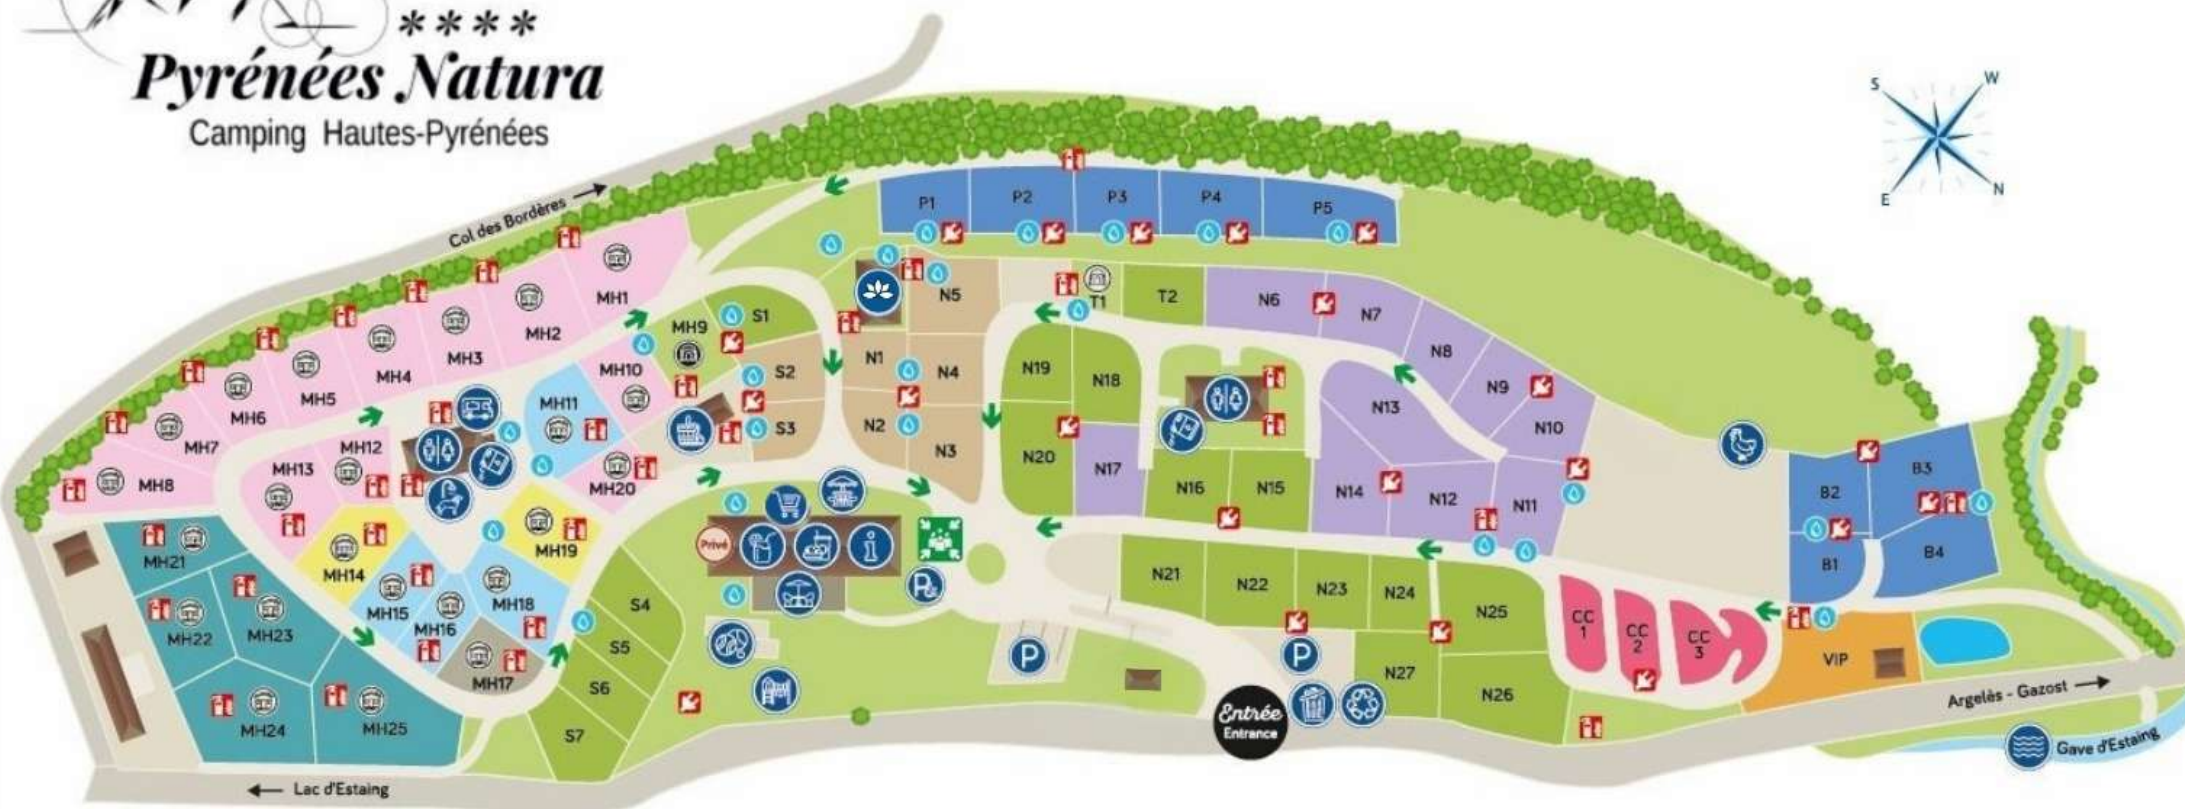 ****
Pyrénées Natura
Camping Hautes-Pyrénées
S
W
E
N
Col des Bordères
P1
P2
P3
P4
P5
MH1
MH2
MH3
MH4
MH5
MH6
MH7
MH8
MH9
MH10
MH11
MH12
MH13
MH14
MH15
MH16
MH17
MH18
MH19
MH20
MH21
MH22
MH23
MH24
MH25
S1
S2
S3
S4
S5
S6
S7
N1
N2
N3
N4
N5
T1
T2
N6
N7
N8
N9
N10
N11
N12
N13
N14
N15
N16
N17
N18
N19
N20
N21
N22
N23
N24
N25
N26
N27
B1
B2
B3
B4
CC
1
CC
2
CC
3
VIP
Privé
i
P
P
P
Entrée
Entrance
Argelès - Gazost
Gave d'Estaing
Lac d'Estaing